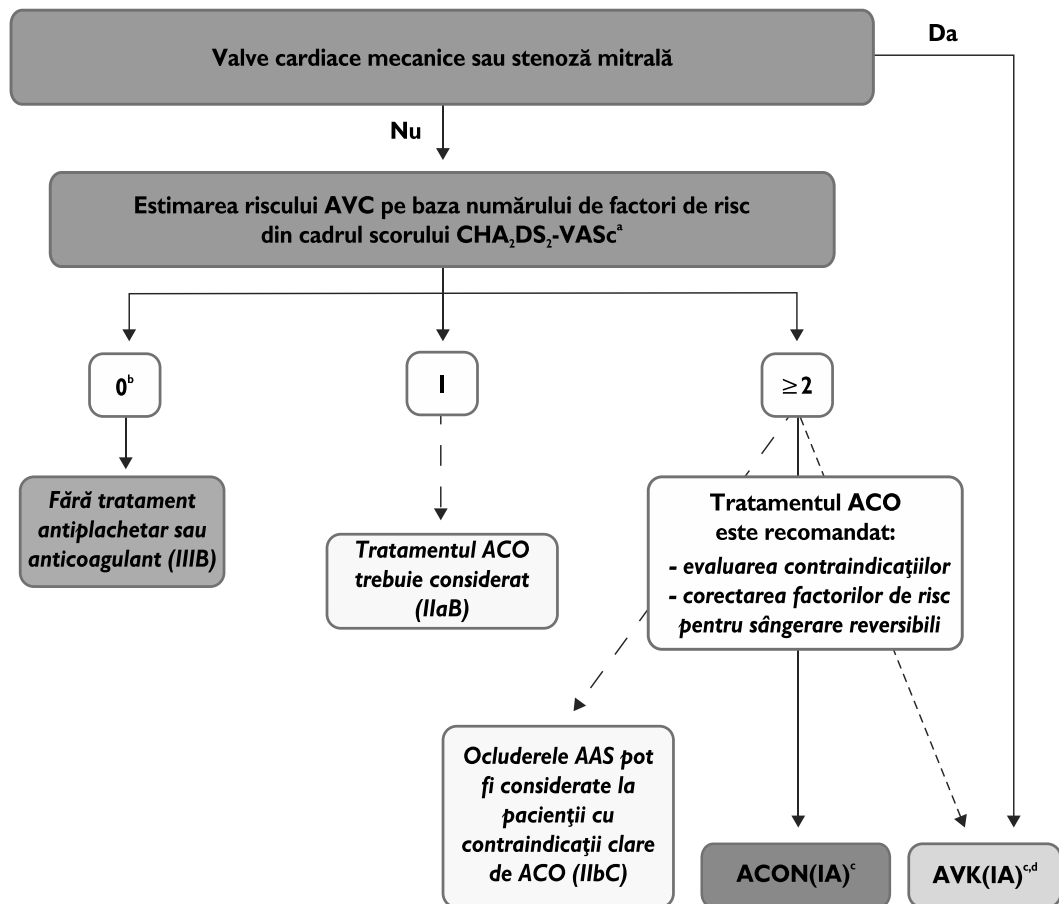 Da
Valve cardiace mecanice sau stenoză mitrală
Nu
Estimarea riscului AVC pe baza numărului de factori de risc
din cadrul scorului CHA₂DS₂-VAScᵃ
0ᵇ
1
≥2
Fără tratament
antiplachetar sau
anticoagulant (IIIB)
Tratamentul ACO
trebuie considerat
(IIaB)
Tratamentul ACO
este recomandat:
- evaluarea contraindicaţiilor
- corectarea factorilor de risc
pentru sângerare reversibili
Ocluderele AAS pot
fi considerate la
pacienţii cu
contraindicaţii clare
de ACO (IIbC)
ACON(IA)ᶜ
AVK(IA)ᶜ,ᵈ